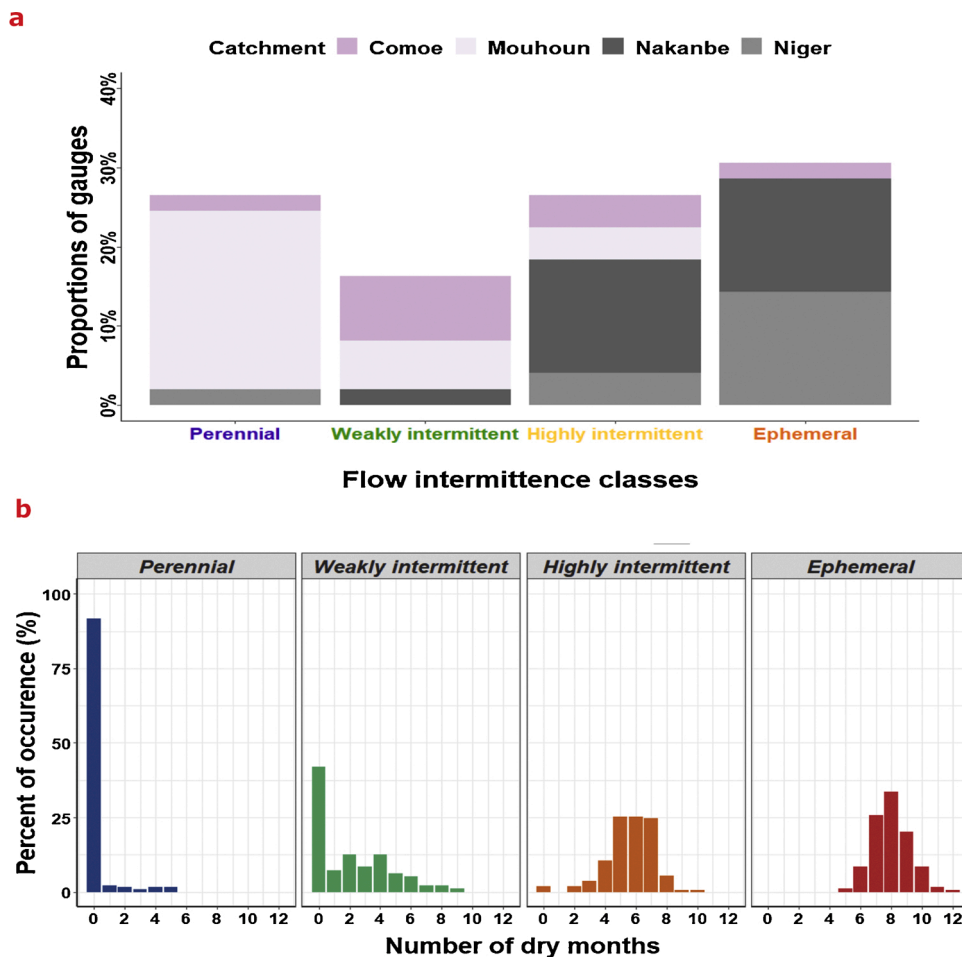 a
Catchment Comoe Mouhoun Nakanbe Niger
Proportions of gauges
40%
30%
20%
10%
0%
Perennial Weakly intermittent Highly intermittent Ephemeral
Flow intermittence classes
b
Perennial Weakly intermittent Highly intermittent Ephemeral
Percent of occurence (%)
100
75
50
25
0
0 2 4 6 8 10 12 0 2 4 6 8 10 12 0 2 4 6 8 10 12 0 2 4 6 8 10 12
Number of dry months